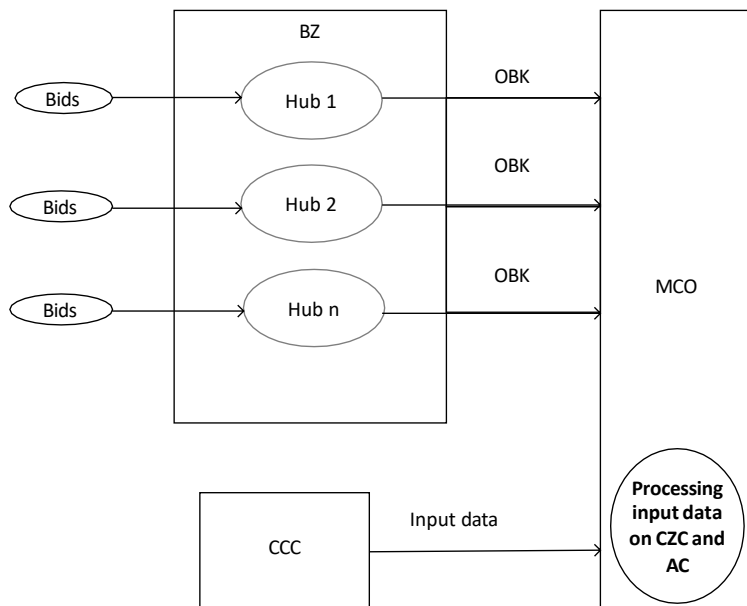 BZ
Bids
Hub 1
OBK
Bids
Hub 2
OBK
Bids
Hub n
OBK
MCO
CCC
Input data
Processing
input data
on CZC and
AC